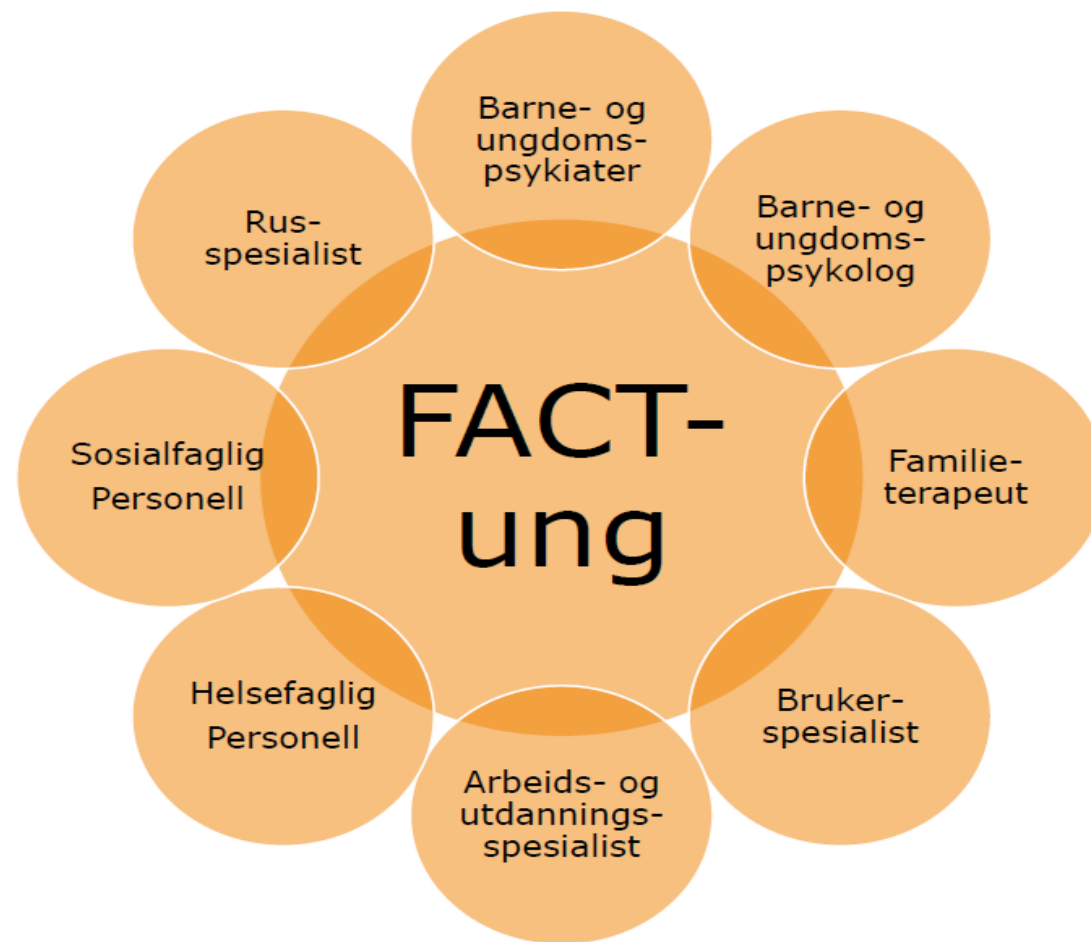 Barne- og
ungdoms-
psykiater
Barne- og
ungdoms-
psykolog
Familie-
terapeut
Bruker-
spesialist
Arbeids- og
utdannings-
spesialist
Helsefaglig
Personell
Sosialfaglig
Personell
Rus-
spesialist
FACT-
ung